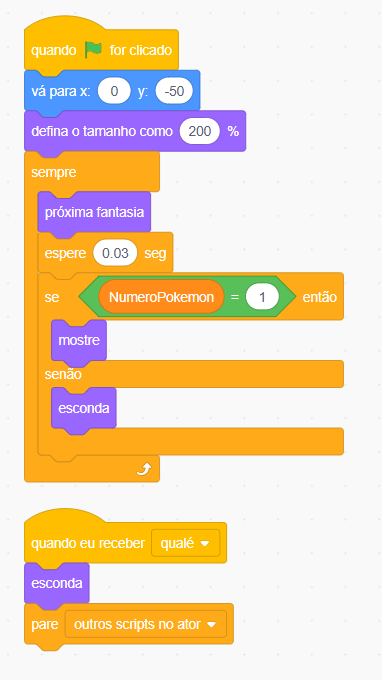 quando for clicado
vá para x: 0 y: -50
defina o tamanho como 200 %
sempre
próxima fantasia
espere 0.03 seg
se NumeroPokemon = 1 então
mostre
senão
esconda
quando eu receber qualé
esconda
pare outros scripts no ator